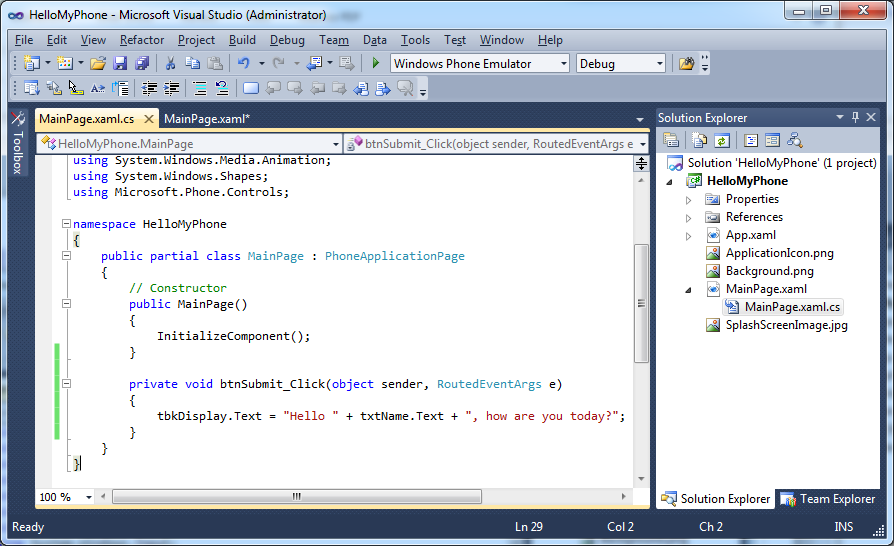 HelloMyPhone - Microsoft Visual Studio (Administrator)
File Edit View Refactor Project Build Debug Team Data Tools Test Window Help
Windows Phone Emulator Debug
Toolbox
MainPage.xaml.cs MainPage.xaml*
HelloMyPhone.MainPage btnSubmit_Click(object sender, RoutedEventArgs e
using System.Windows.Media.Animation;
using System.Windows.Shapes;
using Microsoft.Phone.Controls;
namespace HelloMyPhone
{
public partial class MainPage : PhoneApplicationPage
{
// Constructor
public MainPage()
{
InitializeComponent();
}
private void btnSubmit_Click(object sender, RoutedEventArgs e)
{
tbkDisplay.Text = "Hello " + txtName.Text + ", how are you today?";
}
}
}
100 %
Solution Explorer
Solution 'HelloMyPhone' (1 project)
HelloMyPhone
Properties
References
App.xaml
ApplicationIcon.png
Background.png
MainPage.xaml
MainPage.xaml.cs
SplashScreenImage.jpg
Solution Explorer Team Explorer
Ready Ln 29 Col 2 Ch 2 INS